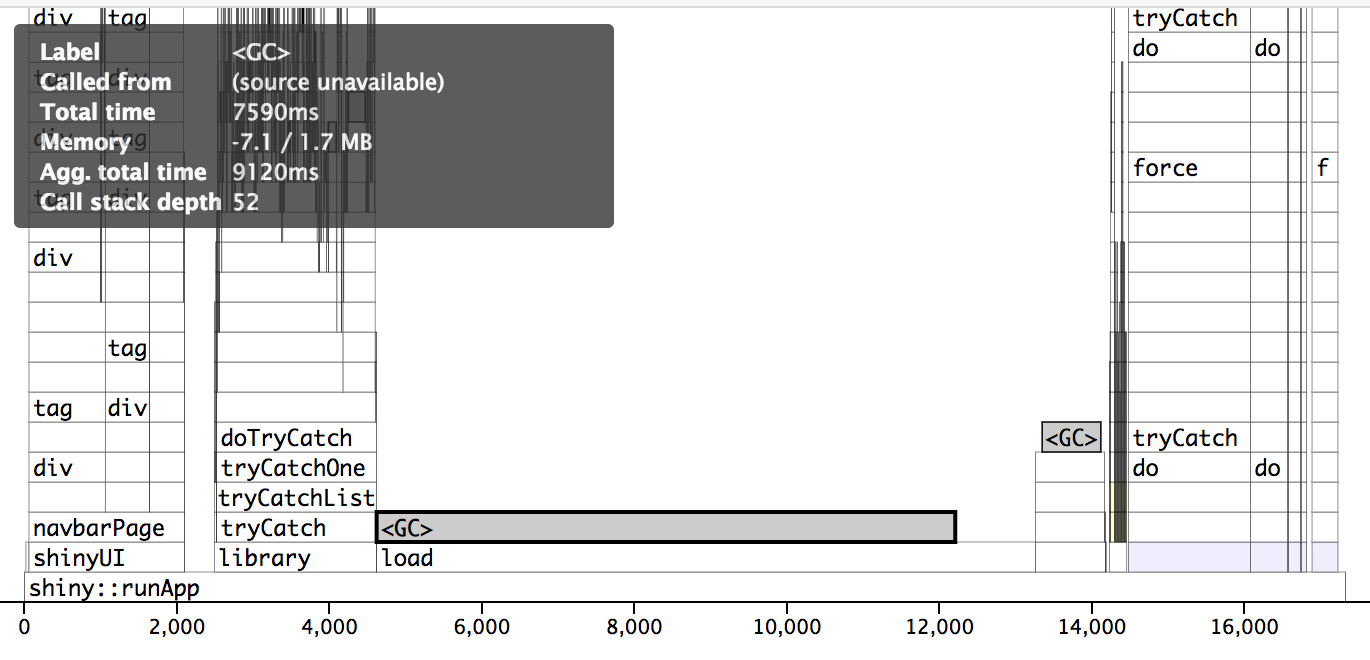 div tag
tryCatch
do do
Label <GC>
Called from (source unavailable)
Total time 7590ms
Memory -7.1 / 1.7 MB
Agg. total time 9120ms
Call stack depth 52
force f
div
tag
tag div
doTryCatch <GC> tryCatch
div tryCatchOne do do
tryCatchList
navbarPage tryCatch <GC>
shinyUI library load
shiny::runApp
0 2,000 4,000 6,000 8,000 10,000 12,000 14,000 16,000